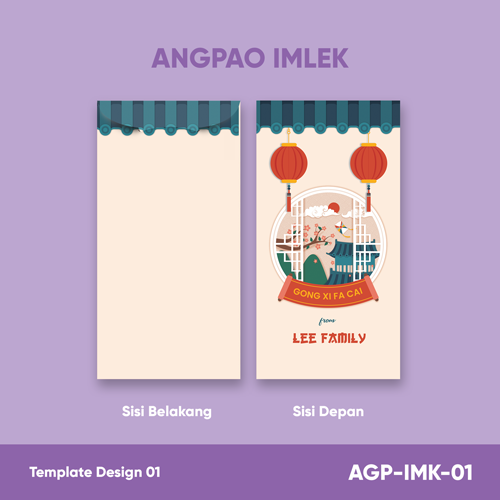 ANGPAO IMLEK
GONG XI FA CAI
from
LEE FAMILY
Sisi Belakang
Sisi Depan
Template Design 01
AGP-IMK-01